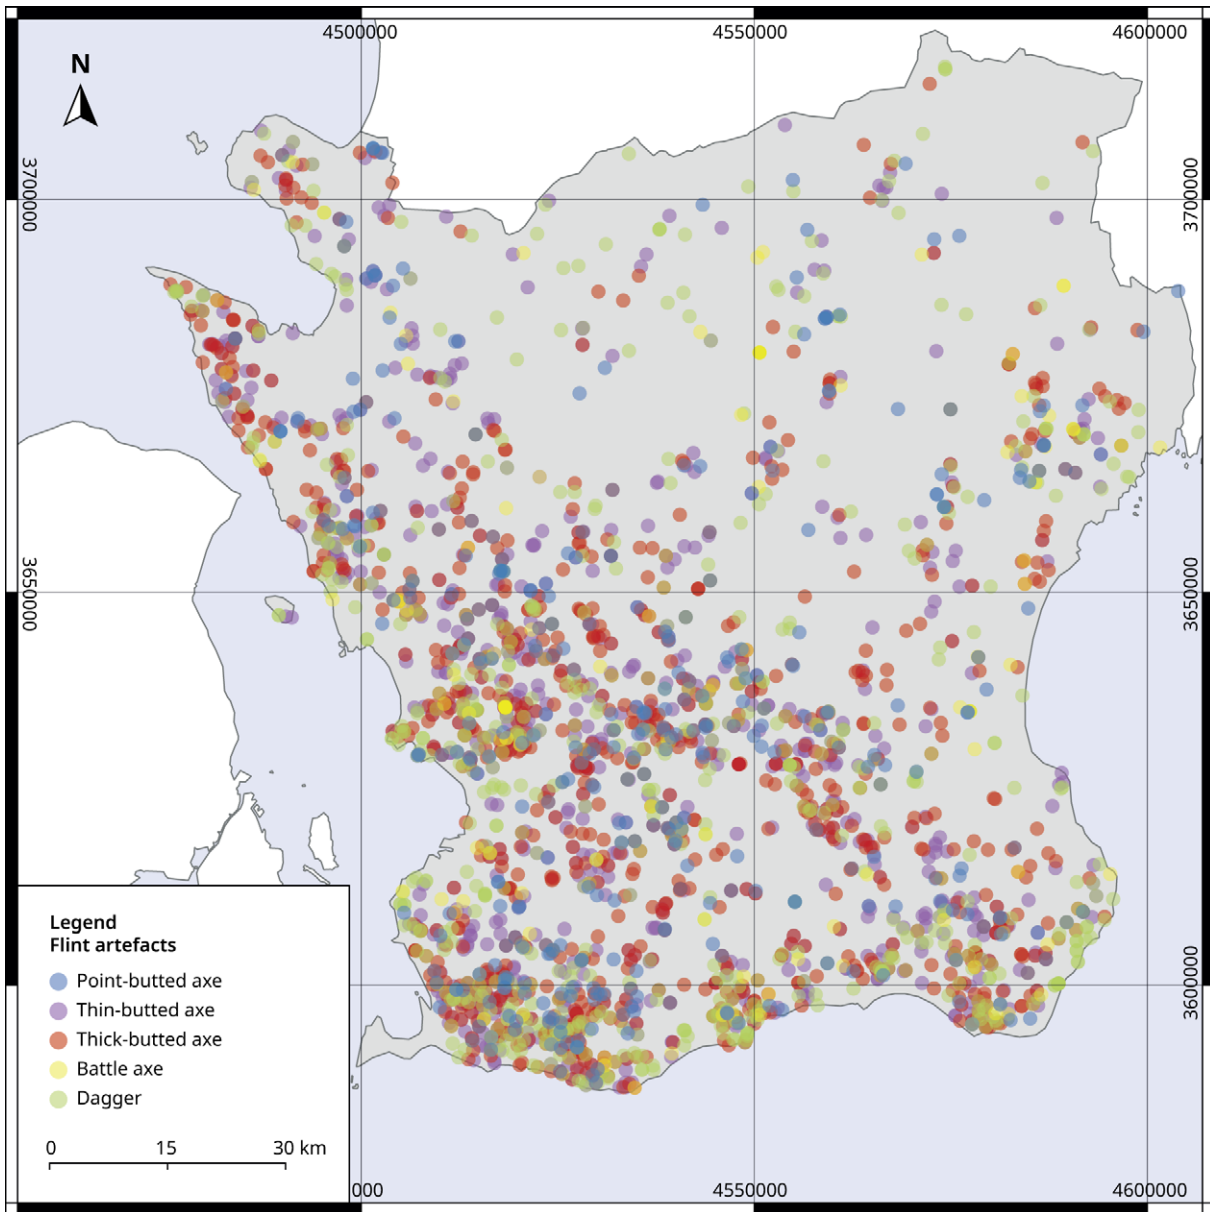 4500000
4550000
4600000
N
3700000
3700000
3650000
3650000
Legend
Flint artefacts
Point-butted axe
Thin-butted axe
Thick-butted axe
Battle axe
Dagger
3600000
0 15 30 km
000
4550000
4600000